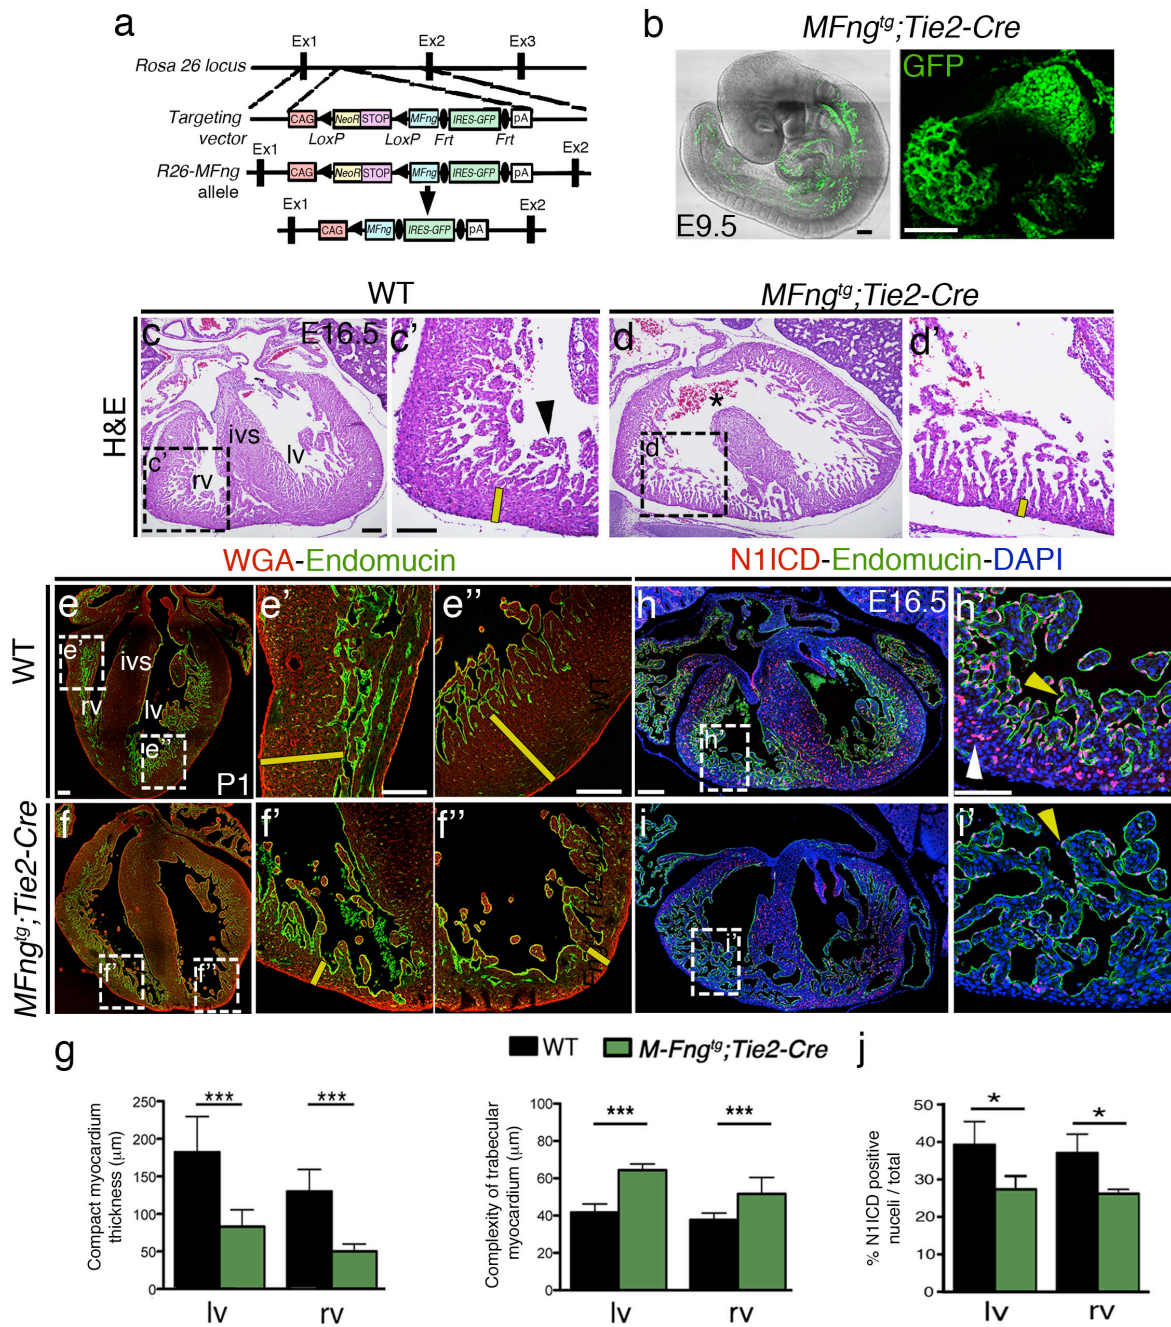 a
Ex1 Ex2 Ex3
Rosa 26 locus
Targeting vector
CAG NeoR STOP MFng IRES-GFP pA
LoxP LoxP Frt Frt
Ex1 Ex2
R26-MFng allele
CAG NeoR STOP MFng IRES-GFP pA
Ex1 Ex2
CAG MFng IRES-GFP pA
b
MFngtg;Tie2-Cre
GFP
E9.5
WT
MFngtg;Tie2-Cre
H&E
c E16.5
ivs
lv
c'
rv
c'
d
*
d'
d'
WGA-Endomucin
N1ICD-Endomucin-DAPI
WT
e
e'
ivs
rv
lv
e''
P1
e'
e''
WT
h
E16.5
h'
h'
MFngtg;Tie2-Cre
f
f'
f''
f'
f''
i
i'
i'
WT M-Fngtg;Tie2-Cre
g
Compact myocardium
thickness (μm)
250
200
150
100
50
0
***
***
lv rv
Complexity of trabecular
myocardium (μm)
100
80
60
40
20
0
***
***
lv rv
j
% N1ICD positive
nuceli / total
50
40
30
20
10
0
*
*
lv rv